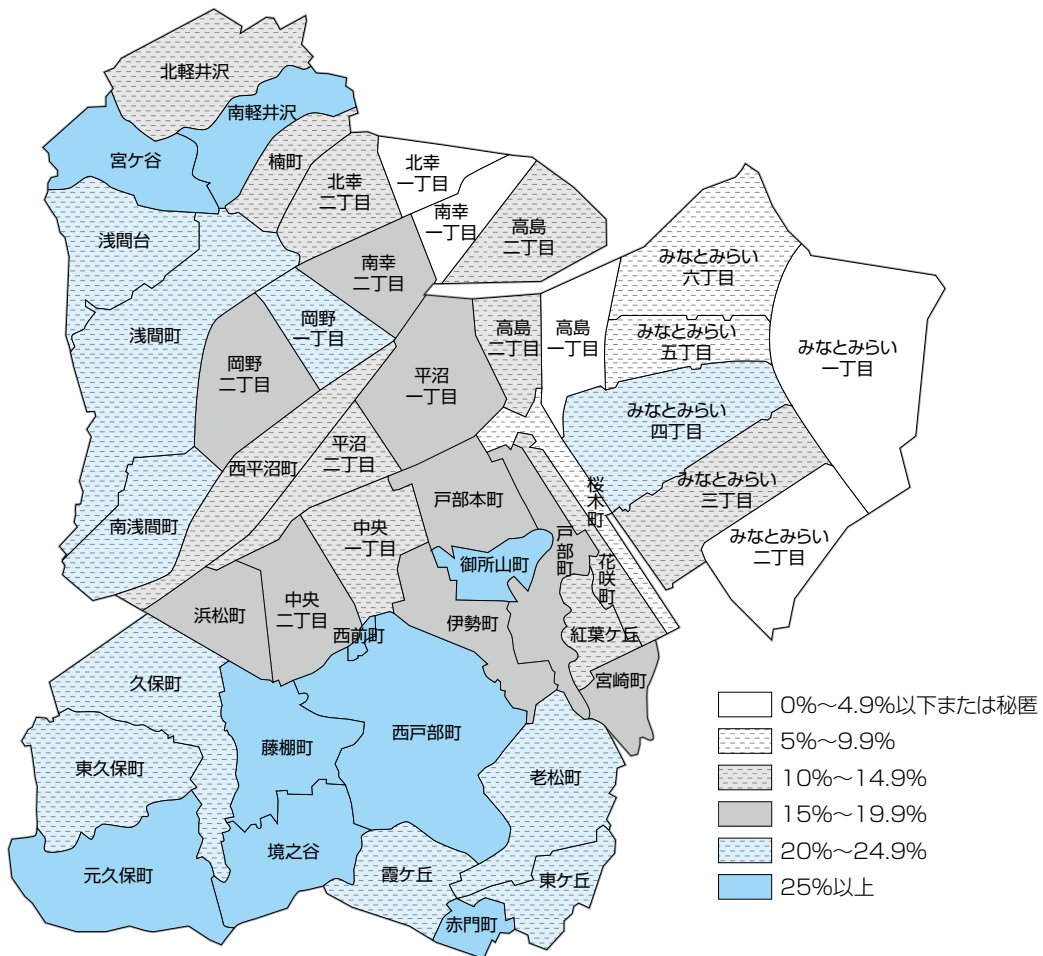 北軽井沢
南軽井沢
宮ケ谷
楠町
北幸
一丁目
北幸
二丁目
南幸
一丁目
高島
二丁目
浅間台
南幸
二丁目
みなとみらい
六丁目
浅間町
岡野
一丁目
高島
二丁目
高島
一丁目
みなとみらい
五丁目
みなとみらい
一丁目
岡野
二丁目
平沼
一丁目
みなとみらい
四丁目
西平沼町
平沼
二丁目
みなとみらい
三丁目
南浅間町
戸部本町
桜木町
中央
一丁目
みなとみらい
二丁目
戸部町
御所山町
花咲町
浜松町
中央
二丁目
西前町
伊勢町
紅葉ケ丘
宮崎町
久保町
藤棚町
西戸部町
東久保町
老松町
元久保町
境之谷
霞ケ丘
東ケ丘
赤門町
0%~4.9%以下または秘匿
5%~9.9%
10%~14.9%
15%~19.9%
20%~24.9%
25%以上